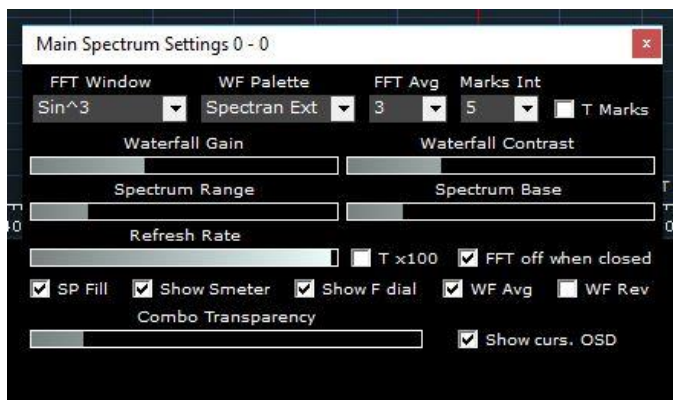 Main Spectrum Settings 0 - 0 x
FFT Window WF Palette FFT Avg Marks Int
Sin^3 Spectran Ext 3 5 T Marks
Waterfall Gain Waterfall Contrast
Spectrum Range Spectrum Base
T
40 0
Refresh Rate
T x100 FFT off when closed
SP Fill Show Smeter Show F dial WF Avg WF Rev
Combo Transparency
Show curs. OSD